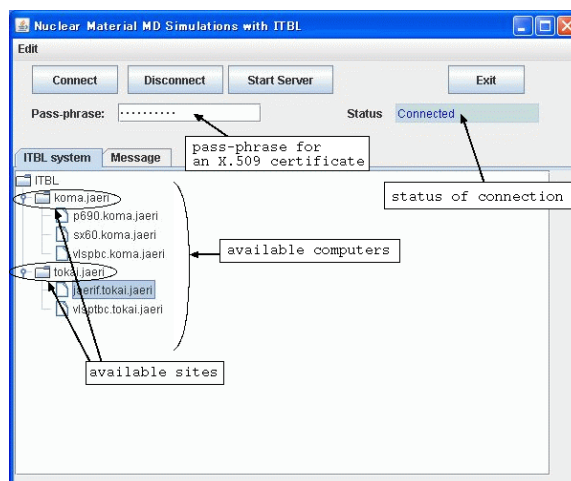 Nuclear Material MD Simulations with ITBL
Edit
Connect Disconnect Start Server Exit
Pass-phrase: ·········· Status Connected
pass-phrase for
an X.509 certificate
ITBL system Message
status of connection
ITBL
koma.jaeri
p690.koma.jaeri
sx60.koma.jaeri
vlspbc.koma.jaeri
available computers
tokai.jaeri
jaerif.tokai.jaeri
vlsptbc.tokai.jaeri
available sites